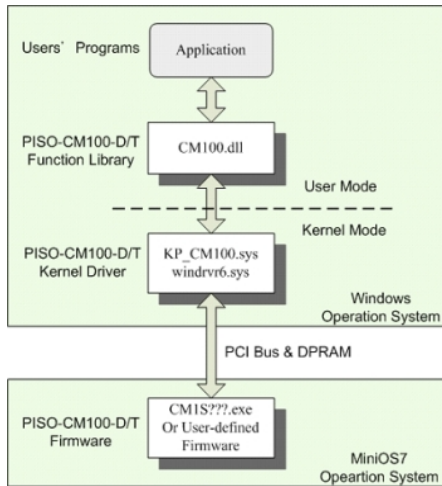 Users' Programs
Application
PISO-CM100-D/T
Function Library
CM100.dll
User Mode
Kernel Mode
PISO-CM100-D/T
Kernel Driver
KP_CM100.sys
windrvr6.sys
Windows
Operation System
PCI Bus & DPRAM
PISO-CM100-D/T
Firmware
CM1S???.exe
Or User-defined
Firmware
MiniOS7
Opeartion System